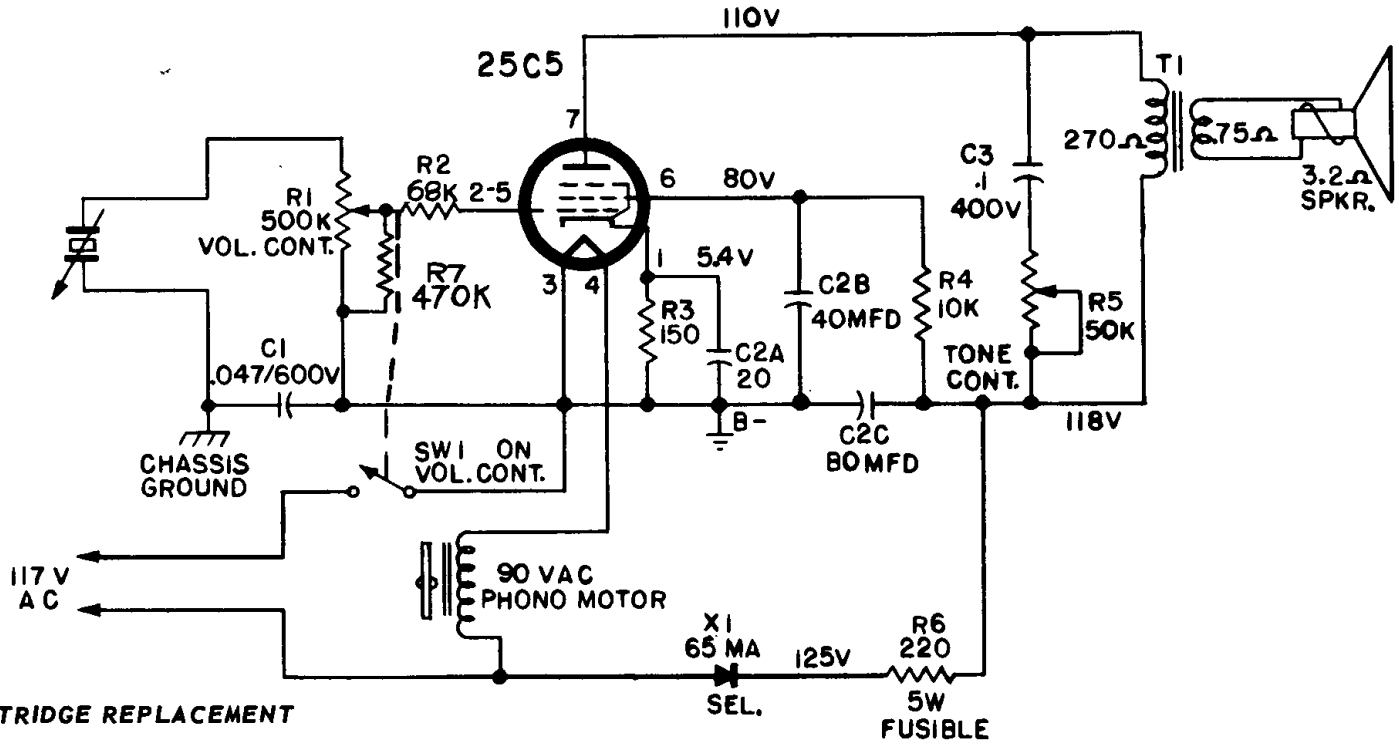 110V
25C5
T1
7
270Ω
.75Ω
3.2Ω
SPKR.
C3
.1
400V
R1
500K
VOL. CONT.
R2
68K
2-5
6
80V
R7
470K
3
4
1
5.4V
R3
150
C2A
20
C2B
40MFD
R4
10K
R5
50K
TONE
CONT.
C1
.047/600V
B-
C2C
80MFD
118V
CHASSIS
GROUND
SW1 ON
VOL. CONT.
117V
AC
90 VAC
PHONO MOTOR
X1
65 MA
SEL.
125V
R6
220
5W
FUSIBLE
TRIDGE REPLACEMENT